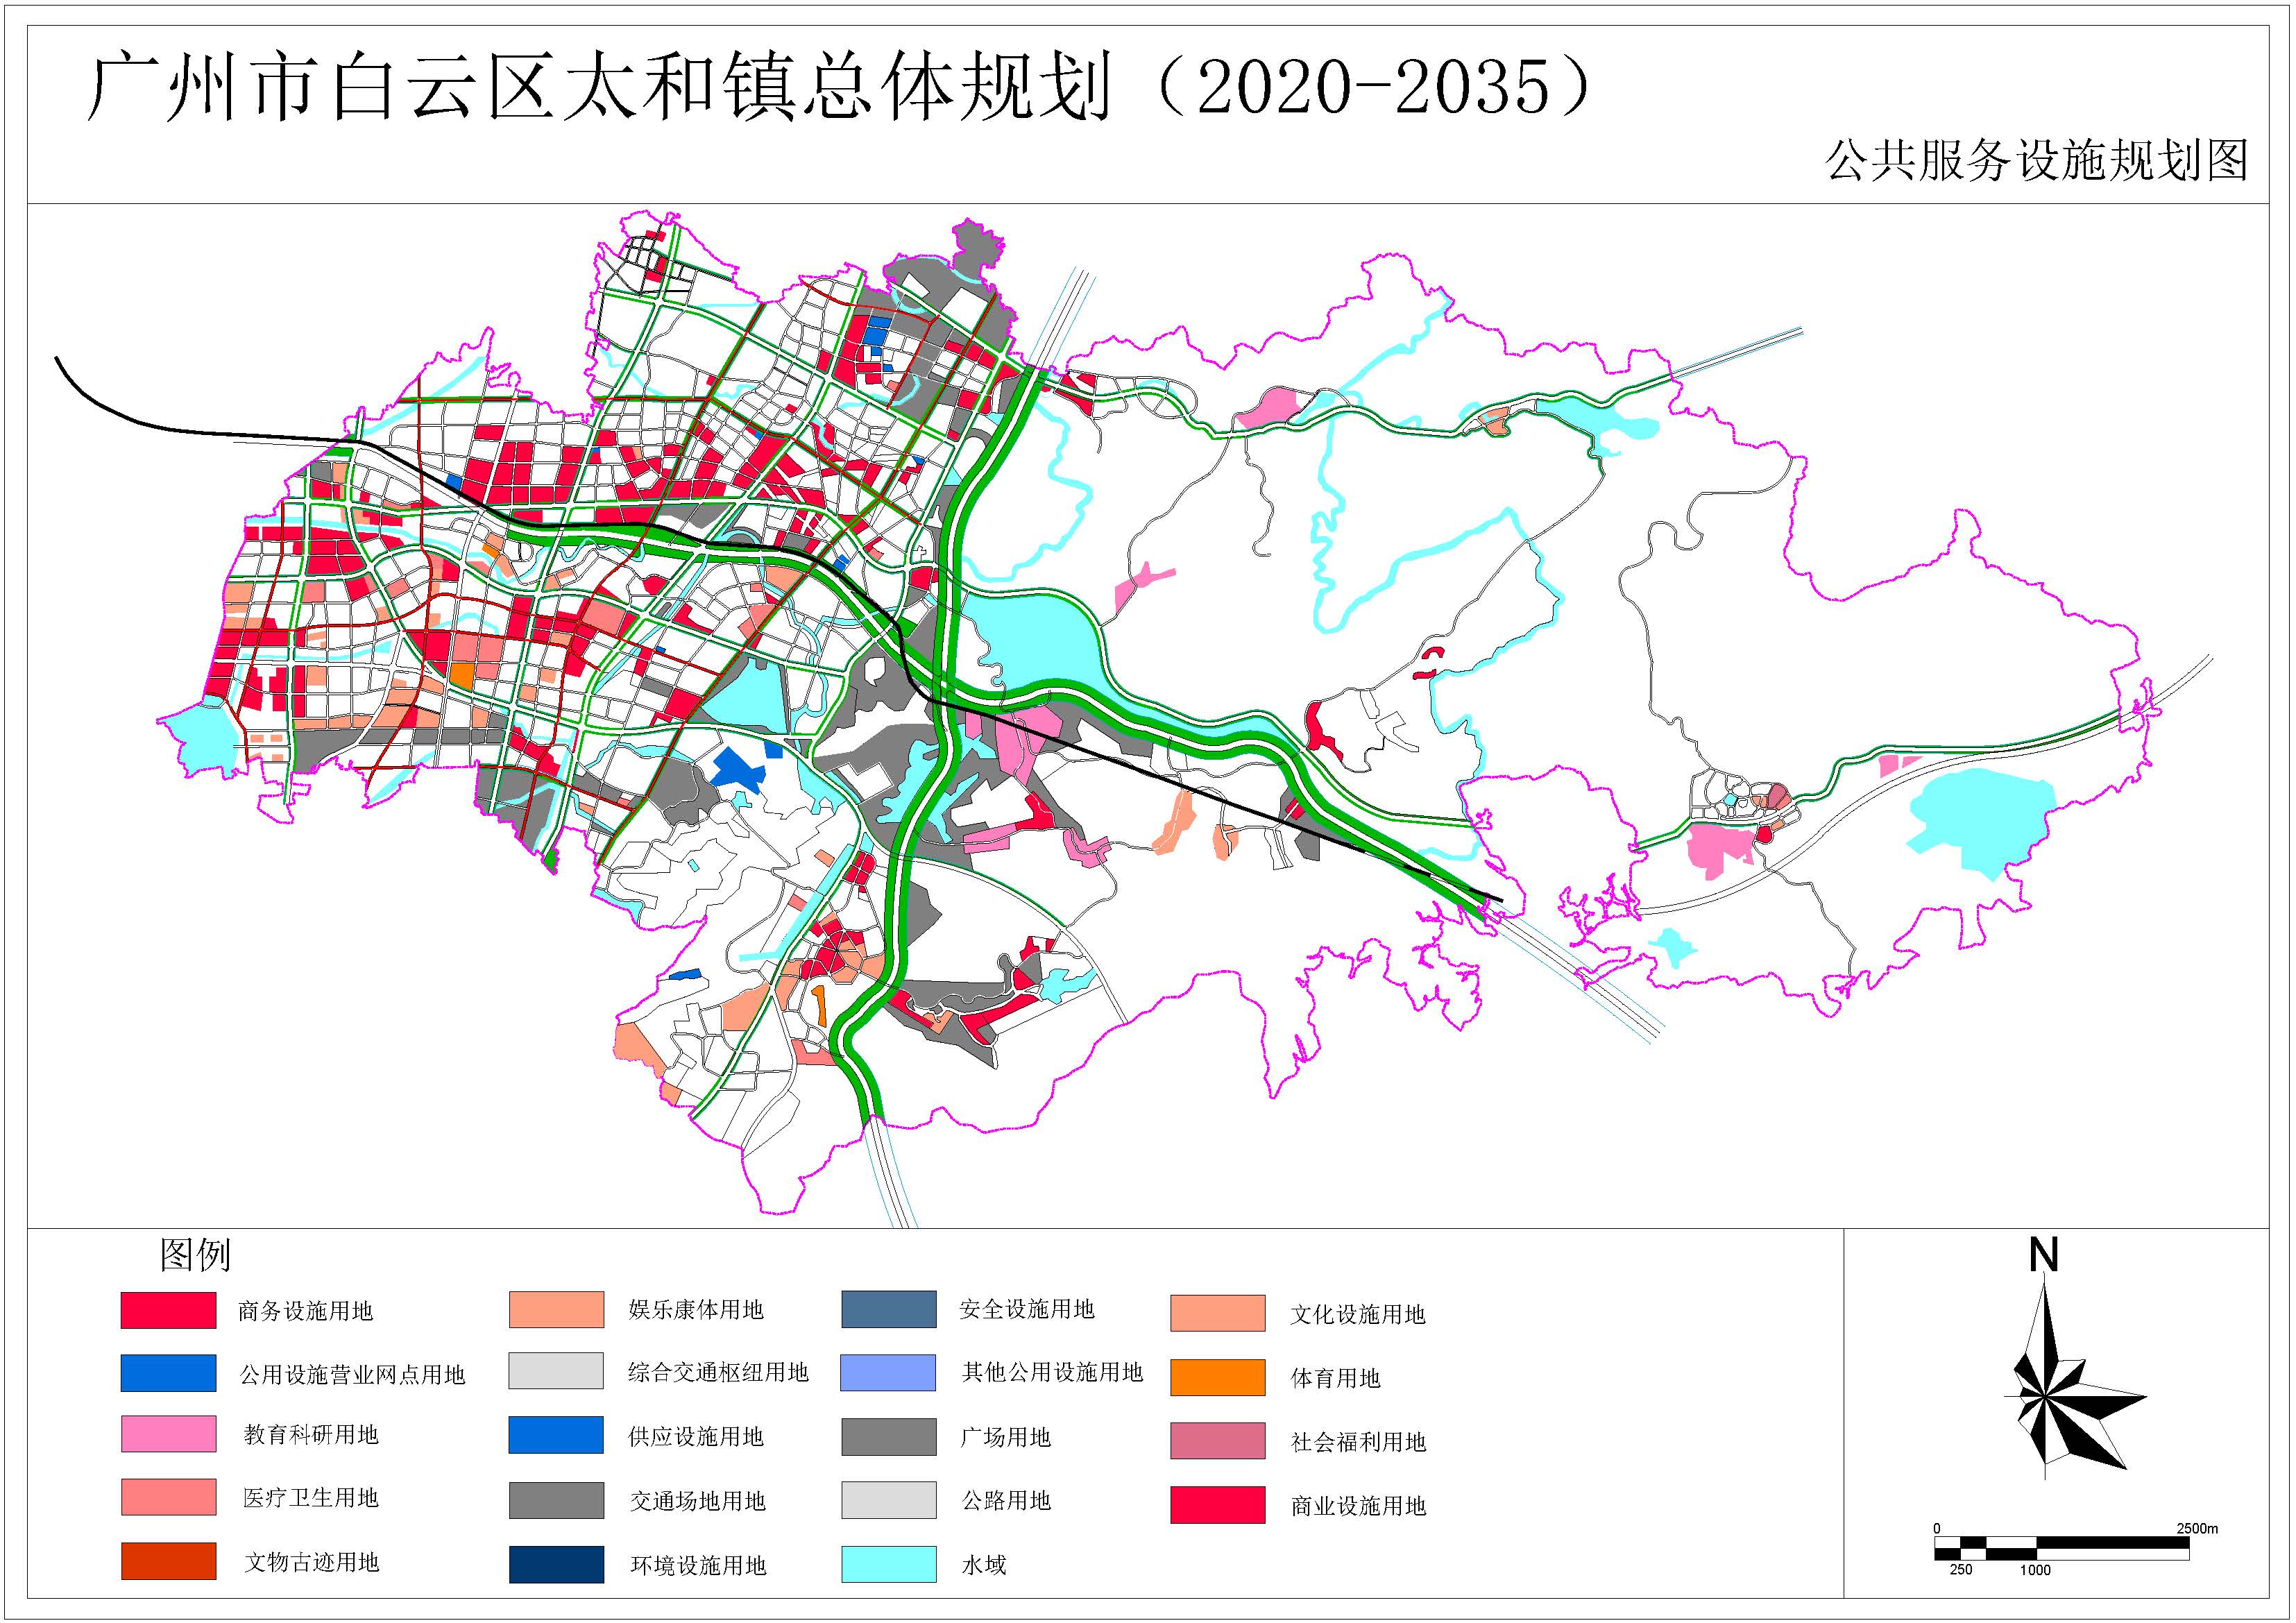 广州市白云区太和镇总体规划（2020-2035）
公共服务设施规划图
图例
商务设施用地
娱乐康体用地
安全设施用地
文化设施用地
公用设施营业网点用地
综合交通枢纽用地
其他公用设施用地
体育用地
教育科研用地
供应设施用地
广场用地
社会福利用地
医疗卫生用地
交通场地用地
公路用地
商业设施用地
文物古迹用地
环境设施用地
水域
N
0
2500m
250
1000